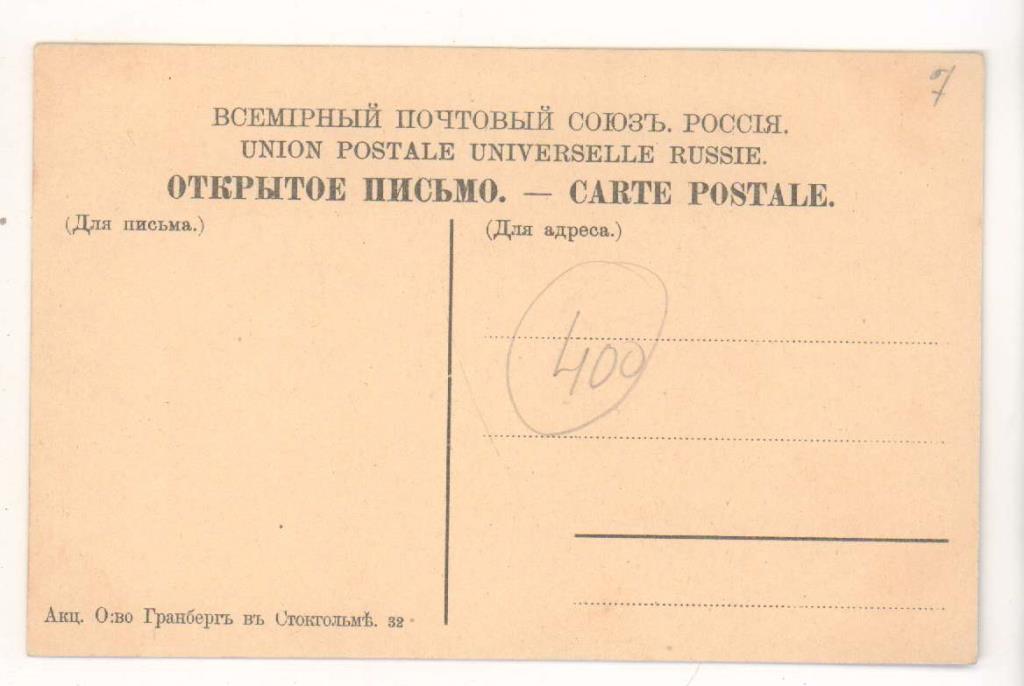 7
ВСЕМІРНЫЙ ПОЧТОВЫЙ СОЮЗЪ. РОССІЯ.
UNION POSTALE UNIVERSELLE RUSSIE.
ОТКРЫТОЕ ПИСЬМО. — CARTE POSTALE.
(Для письма.)
(Для адреса.)
400
Акц. О:во Гранбергъ въ Стокгольмѣ. 32